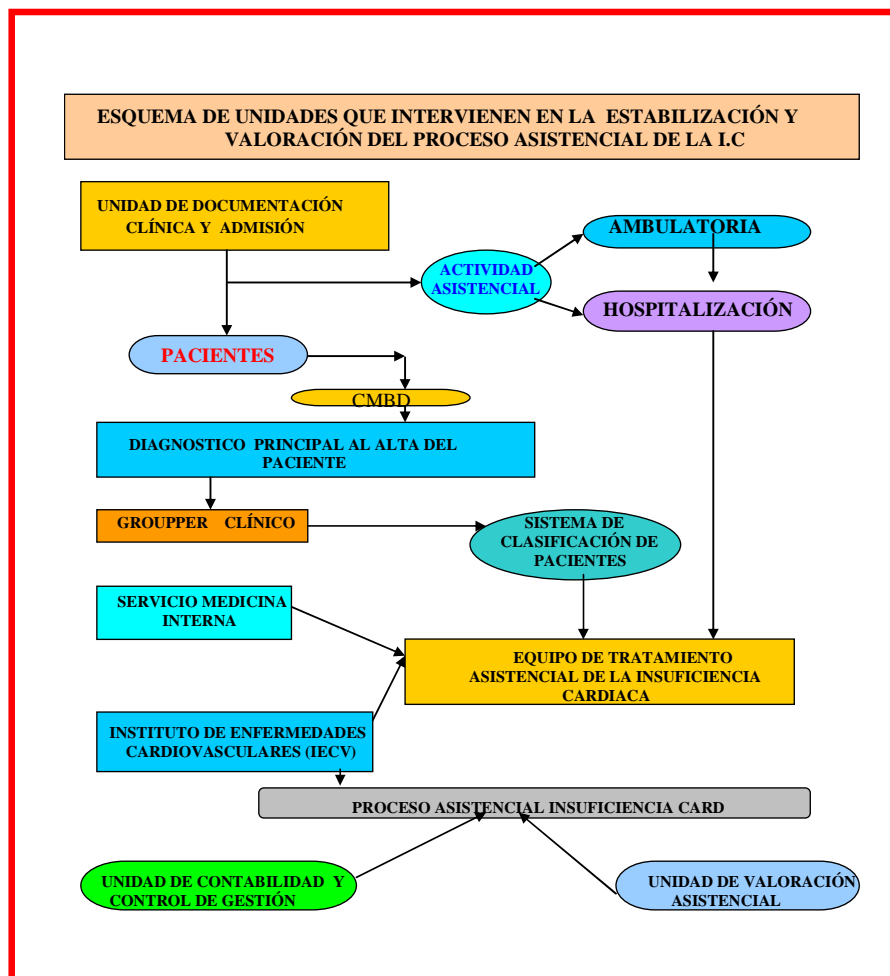 ESQUEMA DE UNIDADES QUE INTERVIENEN EN LA ESTABILIZACIÓN Y
VALORACIÓN DEL PROCESO ASISTENCIAL DE LA I.C
UNIDAD DE DOCUMENTACIÓN
CLÍNICA Y ADMISIÓN
AMBULATORIA
ACTIVIDAD
ASISTENCIAL
HOSPITALIZACIÓN
PACIENTES
CMBD
DIAGNOSTICO PRINCIPAL AL ALTA DEL
PACIENTE
GROUPPER CLÍNICO
SISTEMA DE
CLASIFICACIÓN DE
PACIENTES
SERVICIO MEDICINA
INTERNA
EQUIPO DE TRATAMIENTO
ASISTENCIAL DE LA INSUFICIENCIA
CARDIACA
INSTITUTO DE ENFERMEDADES
CARDIOVASCULARES (IECV)
PROCESO ASISTENCIAL INSUFICIENCIA CARD
UNIDAD DE CONTABILIDAD Y
CONTROL DE GESTIÓN
UNIDAD DE VALORACIÓN
ASISTENCIAL